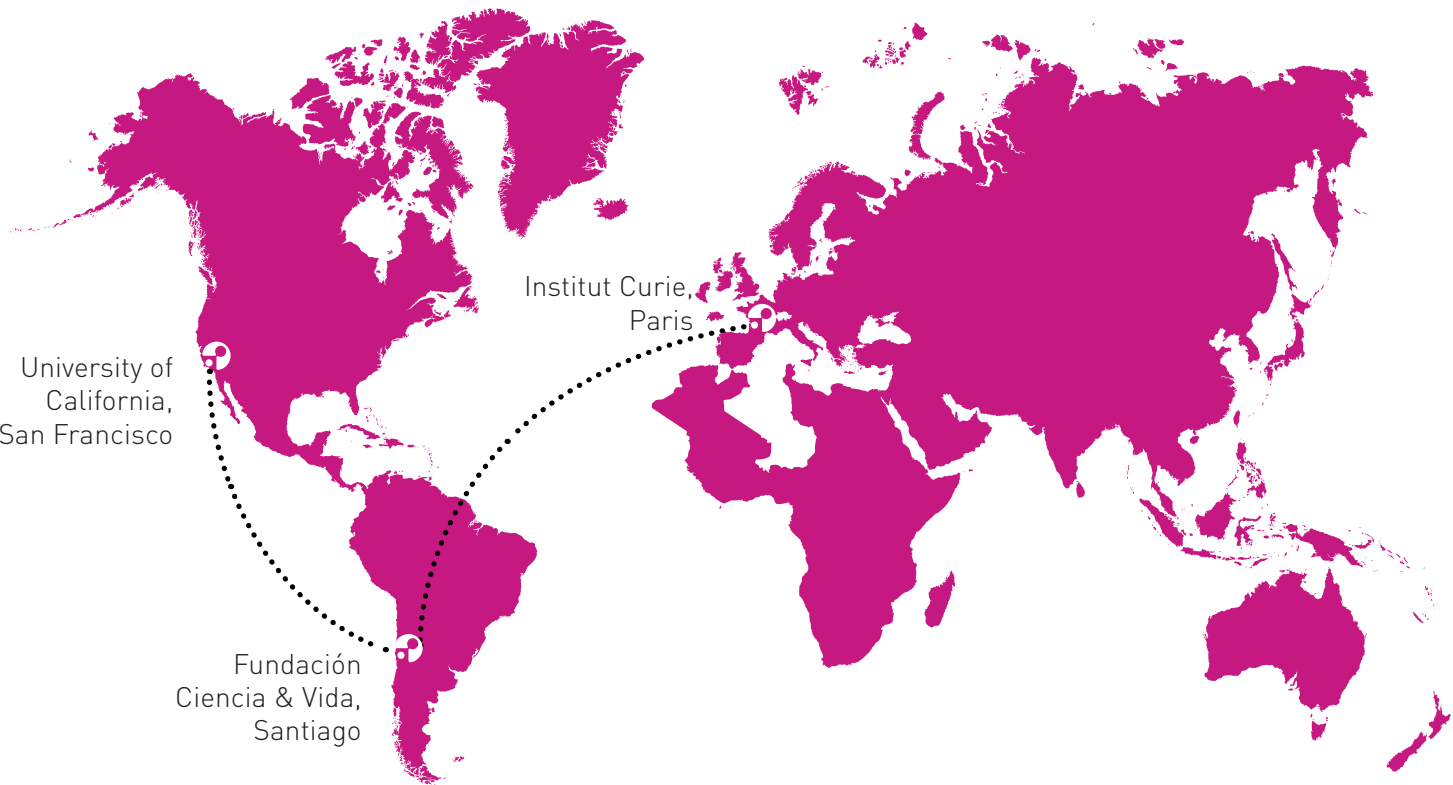 Institut Curie,
Paris
University of
California,
San Francisco
Fundación
Ciencia & Vida,
Santiago